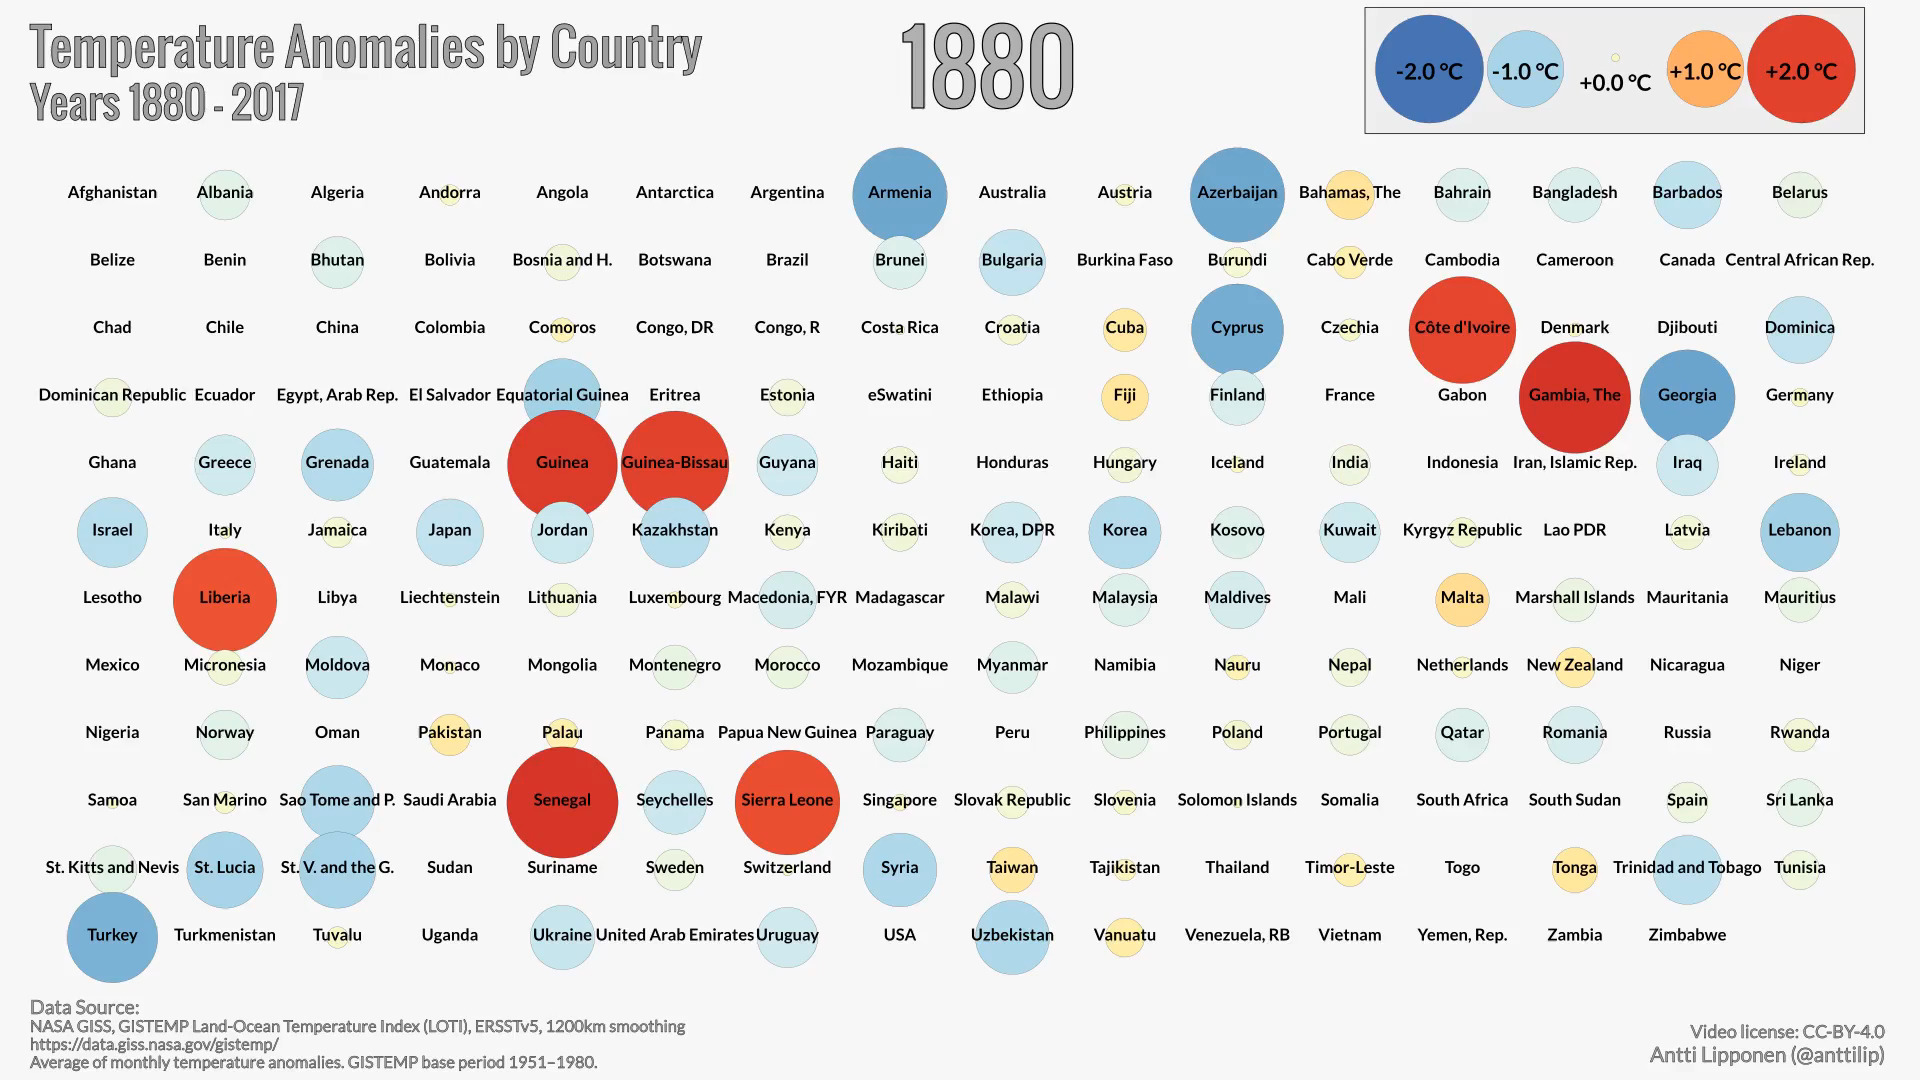 Temperature Anomalies by Country
Years 1880 - 2017
1880
-2.0 °C -1.0 °C +0.0 °C +1.0 °C +2.0 °C
Afghanistan Albania Algeria Andorra Angola Antarctica Argentina Armenia Australia Austria Azerbaijan Bahamas, The Bahrain Bangladesh Barbados Belarus
Belize Benin Bhutan Bolivia Bosnia and H. Botswana Brazil Brunei Bulgaria Burkina Faso Burundi Cabo Verde Cambodia Cameroon Canada Central African Rep.
Chad Chile China Colombia Comoros Congo, DR Congo, R Costa Rica Croatia Cuba Cyprus Czechia Côte d'Ivoire Denmark Djibouti Dominica
Dominican Republic Ecuador Egypt, Arab Rep. El Salvador Equatorial Guinea Eritrea Estonia eSwatini Ethiopia Fiji Finland France Gabon Gambia, The Georgia Germany
Ghana Greece Grenada Guatemala Guinea Guinea-Bissau Guyana Haiti Honduras Hungary Iceland India Indonesia Iran, Islamic Rep. Iraq Ireland
Israel Italy Jamaica Japan Jordan Kazakhstan Kenya Kiribati Korea, DPR Korea Kosovo Kuwait Kyrgyz Republic Lao PDR Latvia Lebanon
Lesotho Liberia Libya Liechtenstein Lithuania Luxembourg Macedonia, FYR Madagascar Malawi Malaysia Maldives Mali Malta Marshall Islands Mauritania Mauritius
Mexico Micronesia Moldova Monaco Mongolia Montenegro Morocco Mozambique Myanmar Namibia Nauru Nepal Netherlands New Zealand Nicaragua Niger
Nigeria Norway Oman Pakistan Palau Panama Papua New Guinea Paraguay Peru Philippines Poland Portugal Qatar Romania Russia Rwanda
Samoa San Marino Sao Tome and P. Saudi Arabia Senegal Seychelles Sierra Leone Singapore Slovak Republic Slovenia Solomon Islands Somalia South Africa South Sudan Spain Sri Lanka
St. Kitts and Nevis St. Lucia St. V. and the G. Sudan Suriname Sweden Switzerland Syria Taiwan Tajikistan Thailand Timor-Leste Togo Tonga Trinidad and Tobago Tunisia
Turkey Turkmenistan Tuvalu Uganda Ukraine United Arab Emirates Uruguay USA Uzbekistan Vanuatu Venezuela, RB Vietnam Yemen, Rep. Zambia Zimbabwe
Data Source:
NASA GISS, GISTEMP Land-Ocean Temperature Index (LOTI), ERSSTv5, 1200km smoothing
https://data.giss.nasa.gov/gistemp/
Average of monthly temperature anomalies. GISTEMP base period 1951–1980.
Video license: CC-BY-4.0
Antti Lipponen (@anttilip)